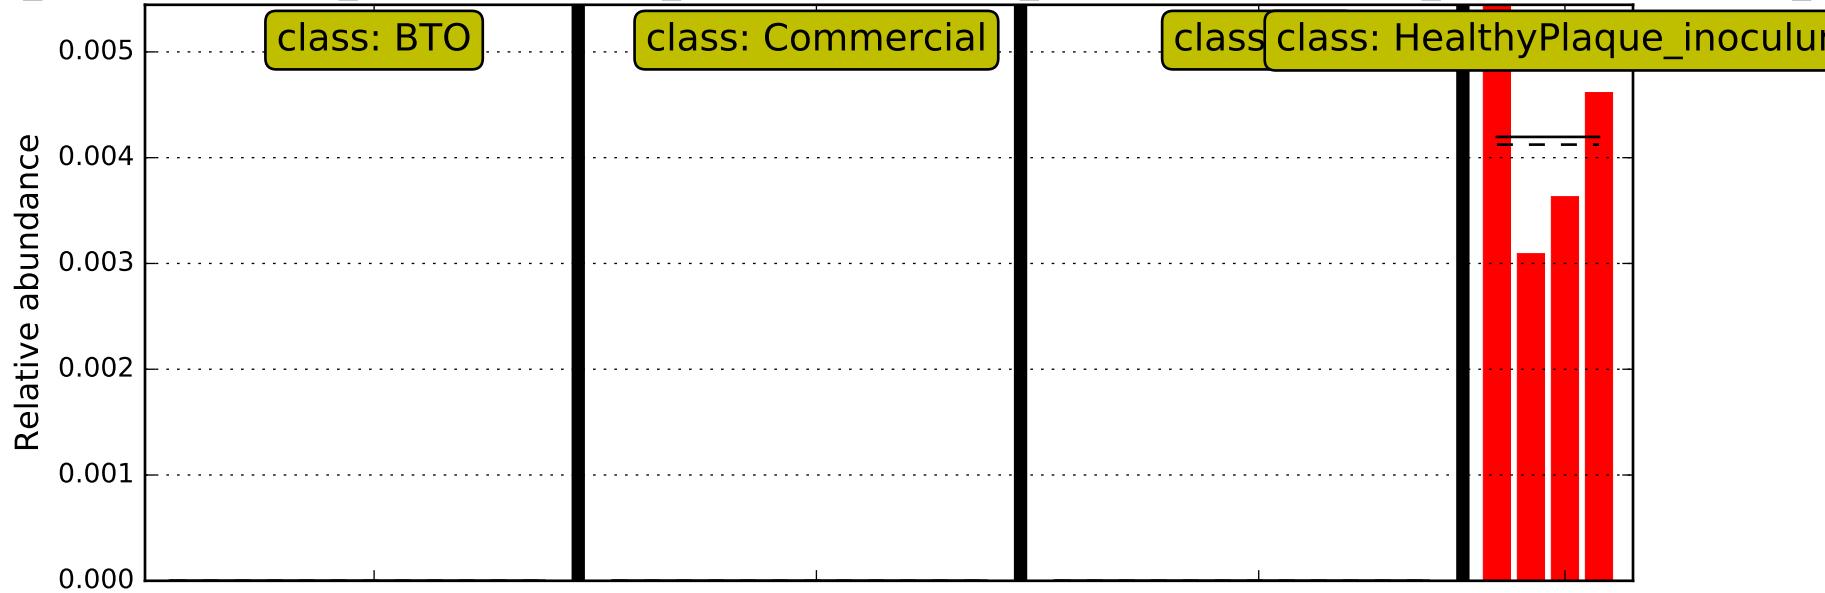 class: BTO
class: Commercial
class
class: HealthyPlaque_inoculu
Relative abundance
0.005
0.004
0.003
0.002
0.001
0.000